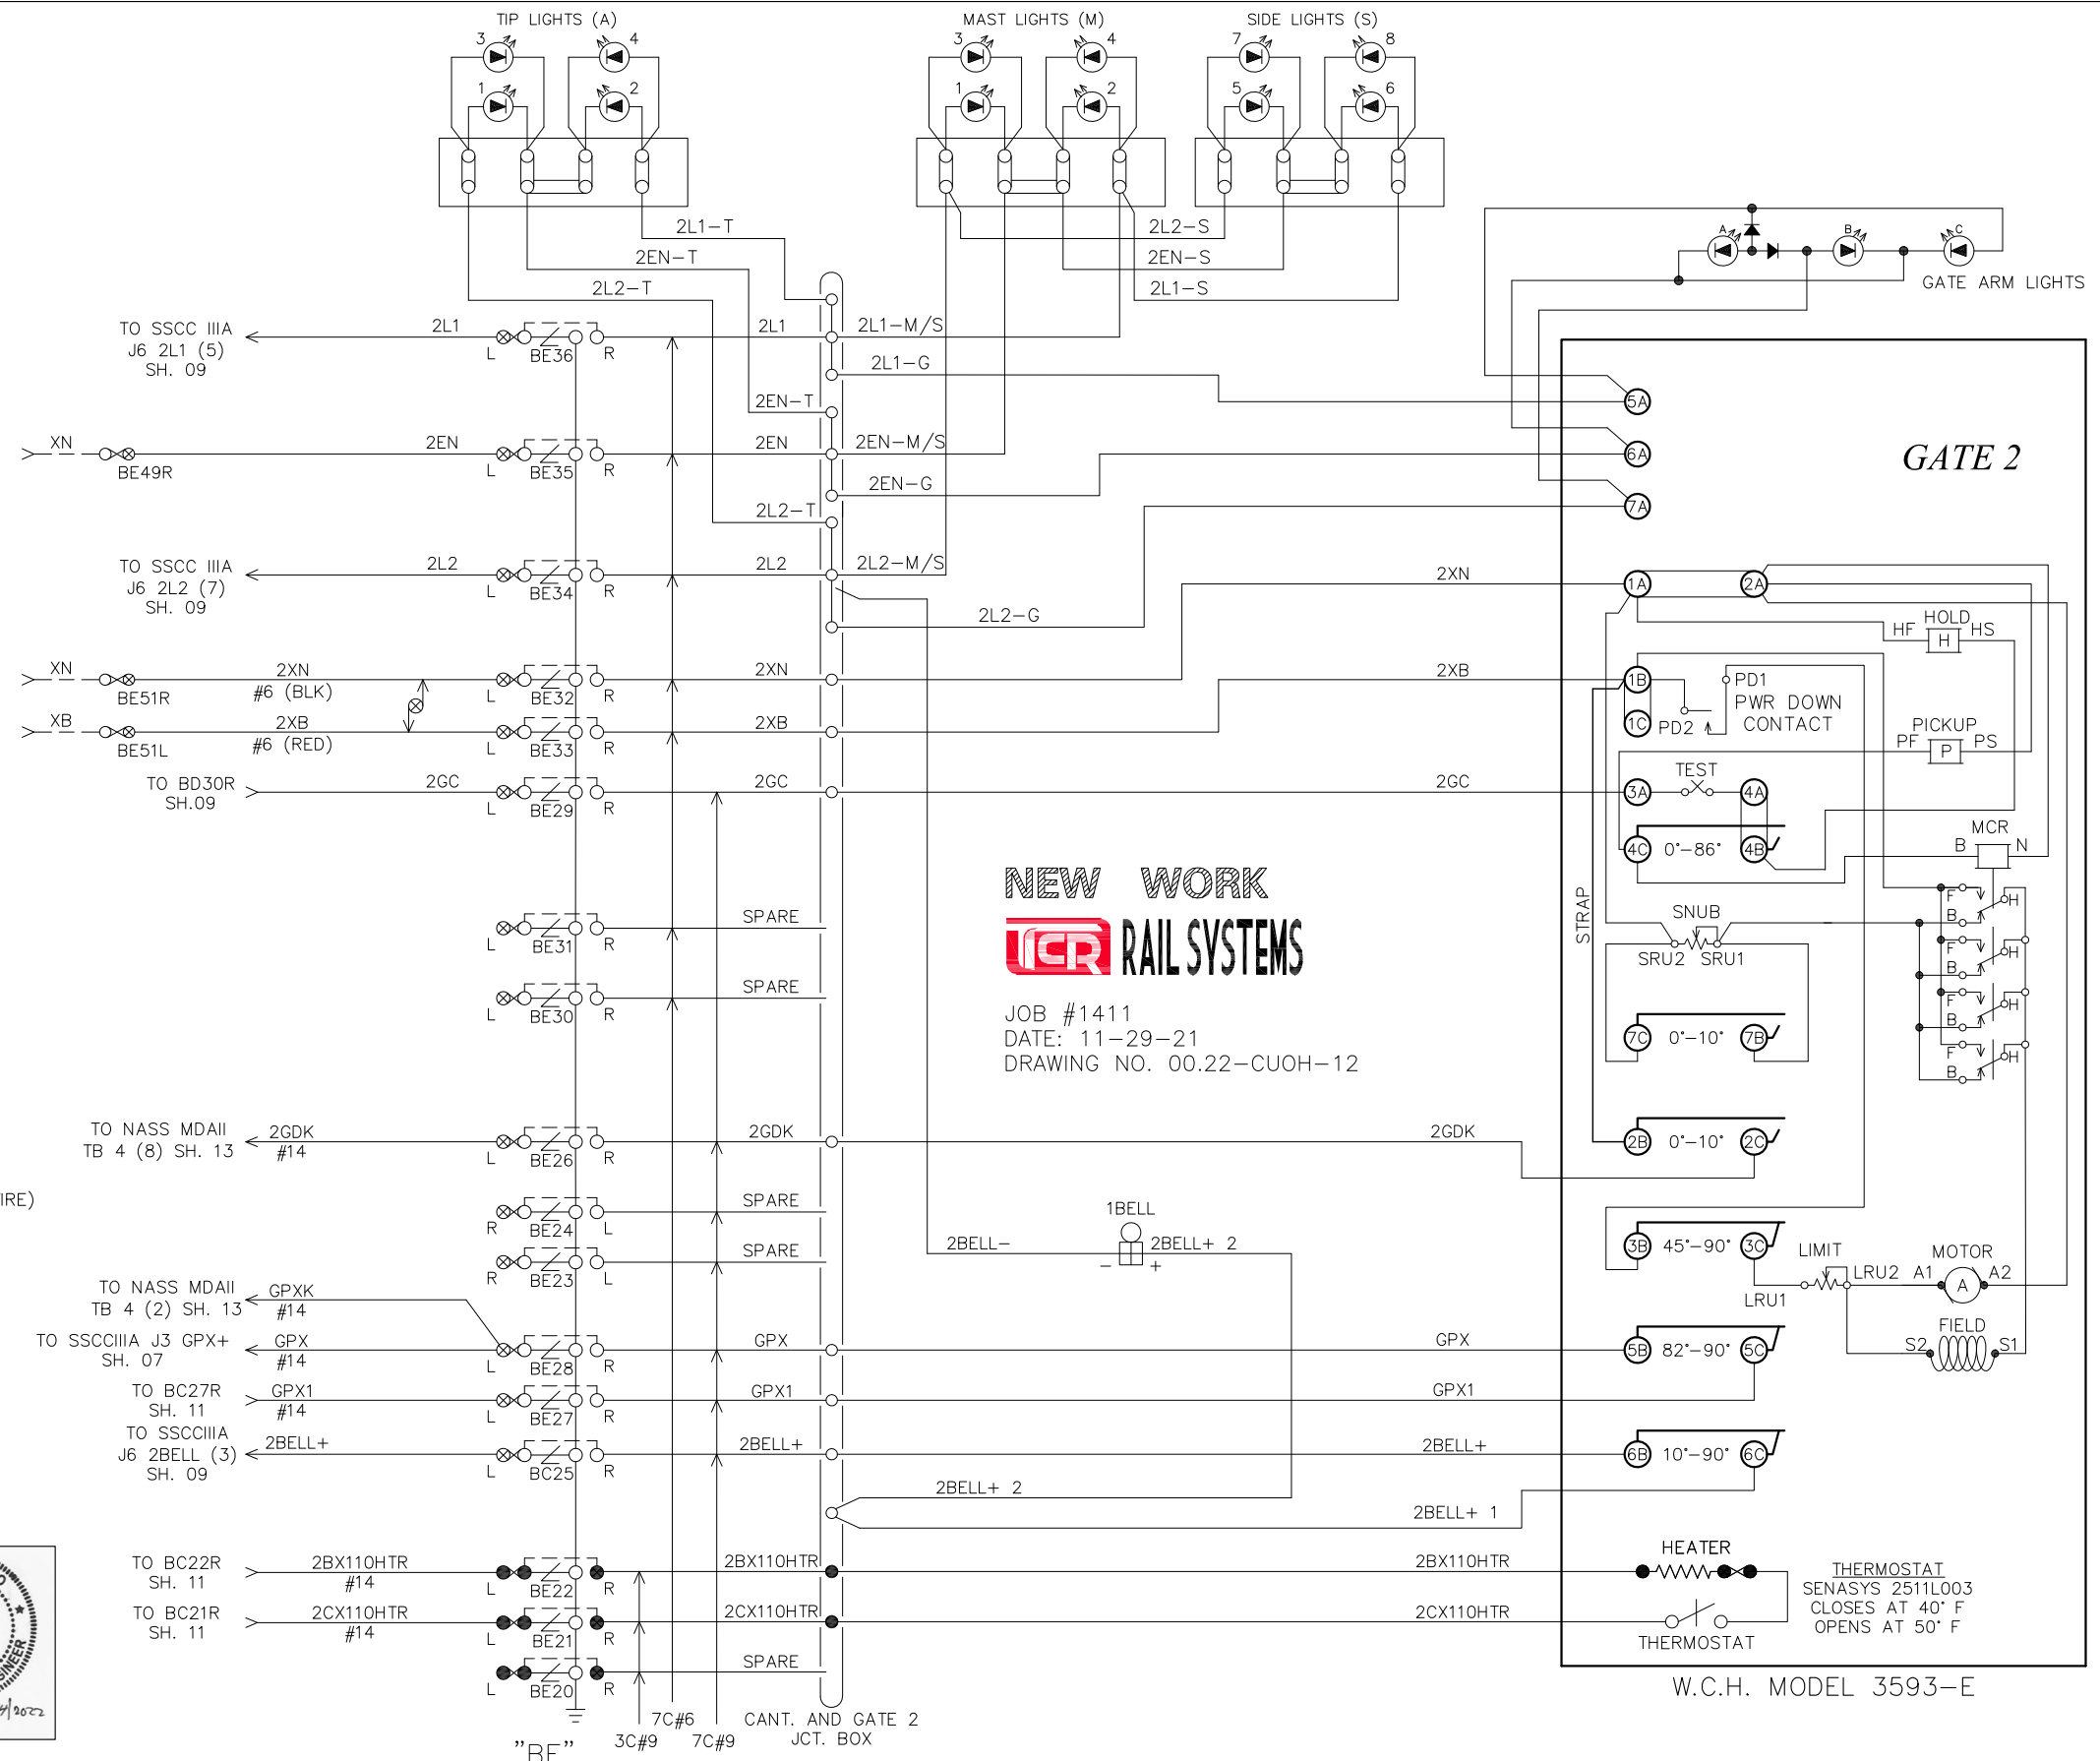 TIP LIGHTS (A)
MAST LIGHTS (M)
SIDE LIGHTS (S)
3 4 3 4 7 8
1 2 1 2 5 6
2L1-T
2L2-S
2EN-T
2EN-S
2L2-T
2L1-S
A B C
GATE ARM LIGHTS
TO SSCC IIIA
J6 2L1 (5)
SH. 09
2L1
L BE36 R
2L1
2L1-M/S
2L1-G
5A
2EN-T
XN
BE49R
2EN
L BE35 R
2EN
2EN-M/S
6A
GATE 2
2EN-G
2L2-T
7A
TO SSCC IIIA
J6 2L2 (7)
SH. 09
2L2
L BE34 R
2L2
2L2-M/S
2L2-G
2XN
1A 2A
HOLD
HF H HS
XN
BE51R
2XN
#6 (BLK)
L BE32 R
2XN
2XB
1B
PD1
PWR DOWN
CONTACT
1C
PD2
XB
BE51L
2XB
#6 (RED)
L BE33 R
2XB
PICKUP
PF P PS
TO BD30R
SH.09
2GC
L BE29 R
2GC
2GC
3A
TEST
4A
4C 0°-86° 4B
MCR
B N
F H
B
F H
B
F H
B
F H
B
STRAP
SNUB
SRU2 SRU1
NEW WORK
TCR RAIL SYSTEMS
JOB #1411
DATE: 11-29-21
DRAWING NO. 00.22-CUOH-12
L BE31 R
SPARE
L BE30 R
SPARE
7C 0°-10° 7B
TO NASS MDAII
TB 4 (8) SH. 13
2GDK
#14
L BE26 R
2GDK
2GDK
2B 0°-10° 2C
IRE)
R BE24 L
SPARE
R BE23 L
SPARE
1BELL
2BELL-
2BELL+ 2
- +
3B 45°-90° 3C
LIMIT
LRU1
LRU2
MOTOR
A1 A A2
FIELD
S2 S1
TO NASS MDAII
TB 4 (2) SH. 13
GPXK
#14
TO SSCCIIIA J3 GPX+
SH. 07
GPX
#14
L BE28 R
GPX
GPX
5B 82°-90° 5C
TO BC27R
SH. 11
GPX1
#14
L BE27 R
GPX1
GPX1
TO SSCCIIIA
J6 2BELL (3)
SH. 09
2BELL+
L BC25 R
2BELL+
2BELL+
6B 10°-90° 6C
2BELL+ 2
2BELL+ 1
TO BC22R
SH. 11
2BX110HTR
#14
L BE22 R
2BX110HTR
2BX110HTR
HEATER
TO BC21R
SH. 11
2CX110HTR
#14
L BE21 R
2CX110HTR
2CX110HTR
THERMOSTAT
THERMOSTAT
SENASYS 2511L003
CLOSES AT 40° F
OPENS AT 50° F
L BE20 R
SPARE
W.C.H. MODEL 3593-E
"BE"
3C#9
7C#6
7C#9
CANT. AND GATE 2
JCT. BOX